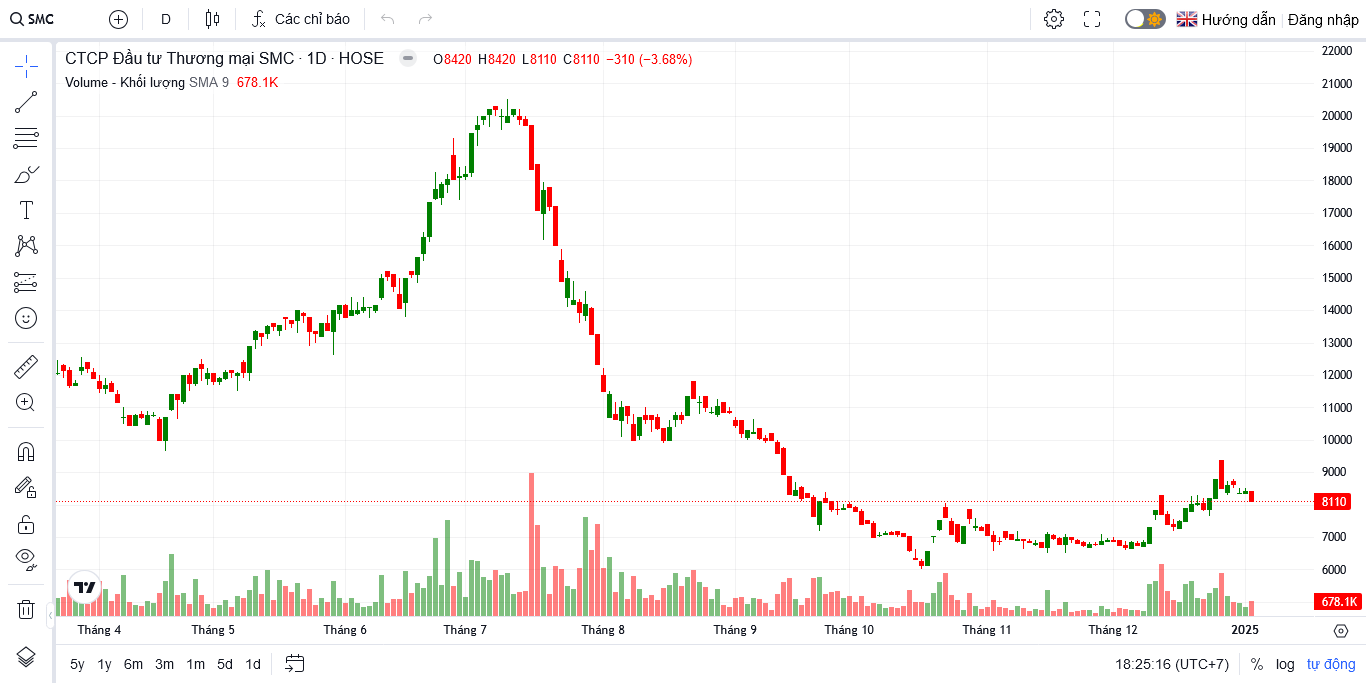 SMC D Các chỉ báo Hướng dẫn Đăng nhập
CTCP Đầu tư Thương mại SMC · 1D · HOSE O8420 H8420 L8110 C8110 −310 (−3.68%)
Volume - Khối lượng SMA 9 678.1K
22000
21000
20000
19000
18000
17000
16000
15000
14000
13000
12000
11000
10000
9000
8110
7000
6000
678.1K
Tháng 4 Tháng 5 Tháng 6 Tháng 7 Tháng 8 Tháng 9 Tháng 10 Tháng 11 Tháng 12 2025
5y 1y 6m 3m 1m 5d 1d 18:25:16 (UTC+7) % log tự động